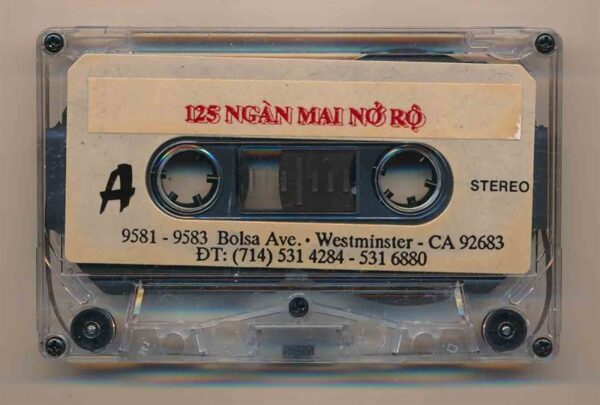 125 NGÀN MAI NỞ RỘ
A
STEREO
9581 - 9583 Bolsa Ave. • Westminster - CA 92683
ĐT: (714) 531 4284 - 531 6880